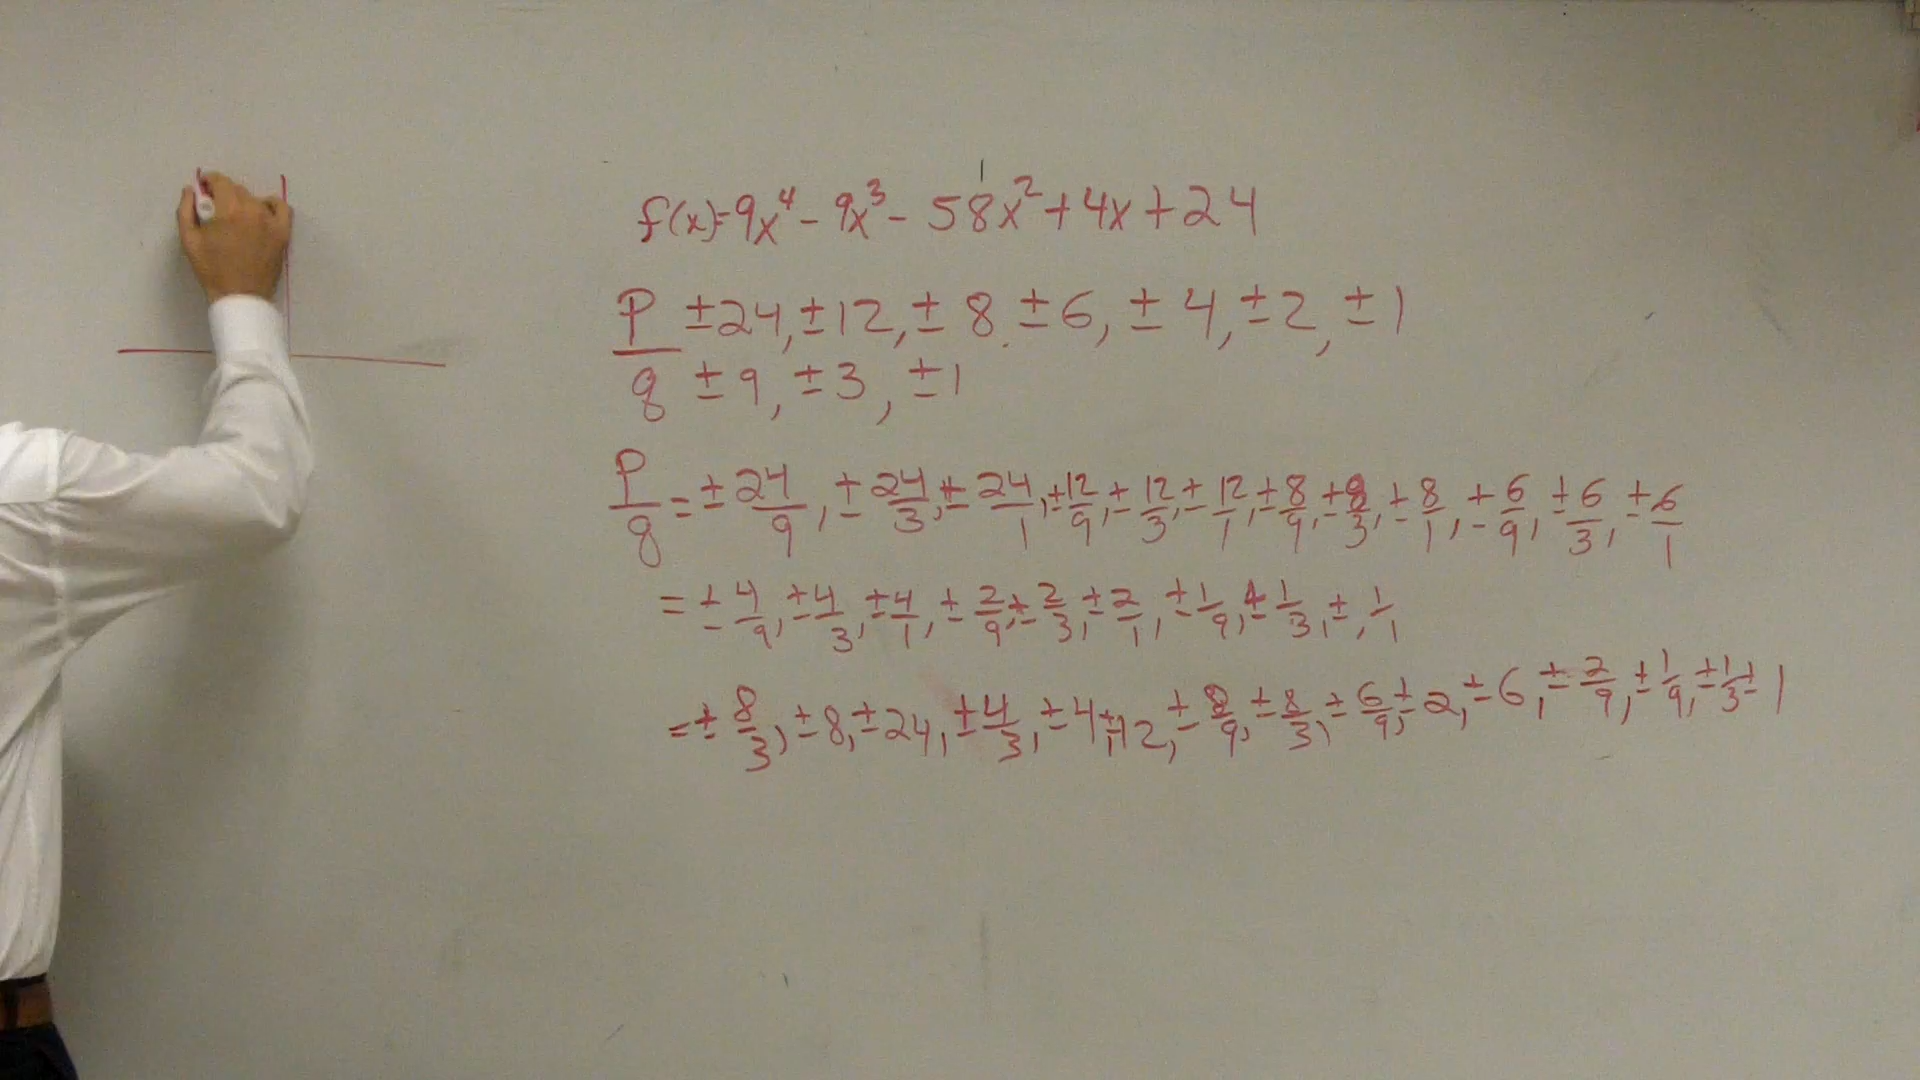 f(x)=9x⁴-9x³-58x²+4x+24
P ±24,±12,±8.±6,±4,±2,±1
q ±9,±3,±1
P/q=±24/9,±24/3,±24/1,±12/9,±12/3,±12/1,±8/9,±8/3,±8/1,±6/9,±6/3,±6/1
=±4/9,±4/3,±4/1,±2/9,±2/3,±2/1,±1/9,±1/3,±,1/1
=±8/3,±8,±24,±4/3,±4,±12,±8/9,±8/3,±6/9,±2,±6,±2/9,±1/9,±1/3±1